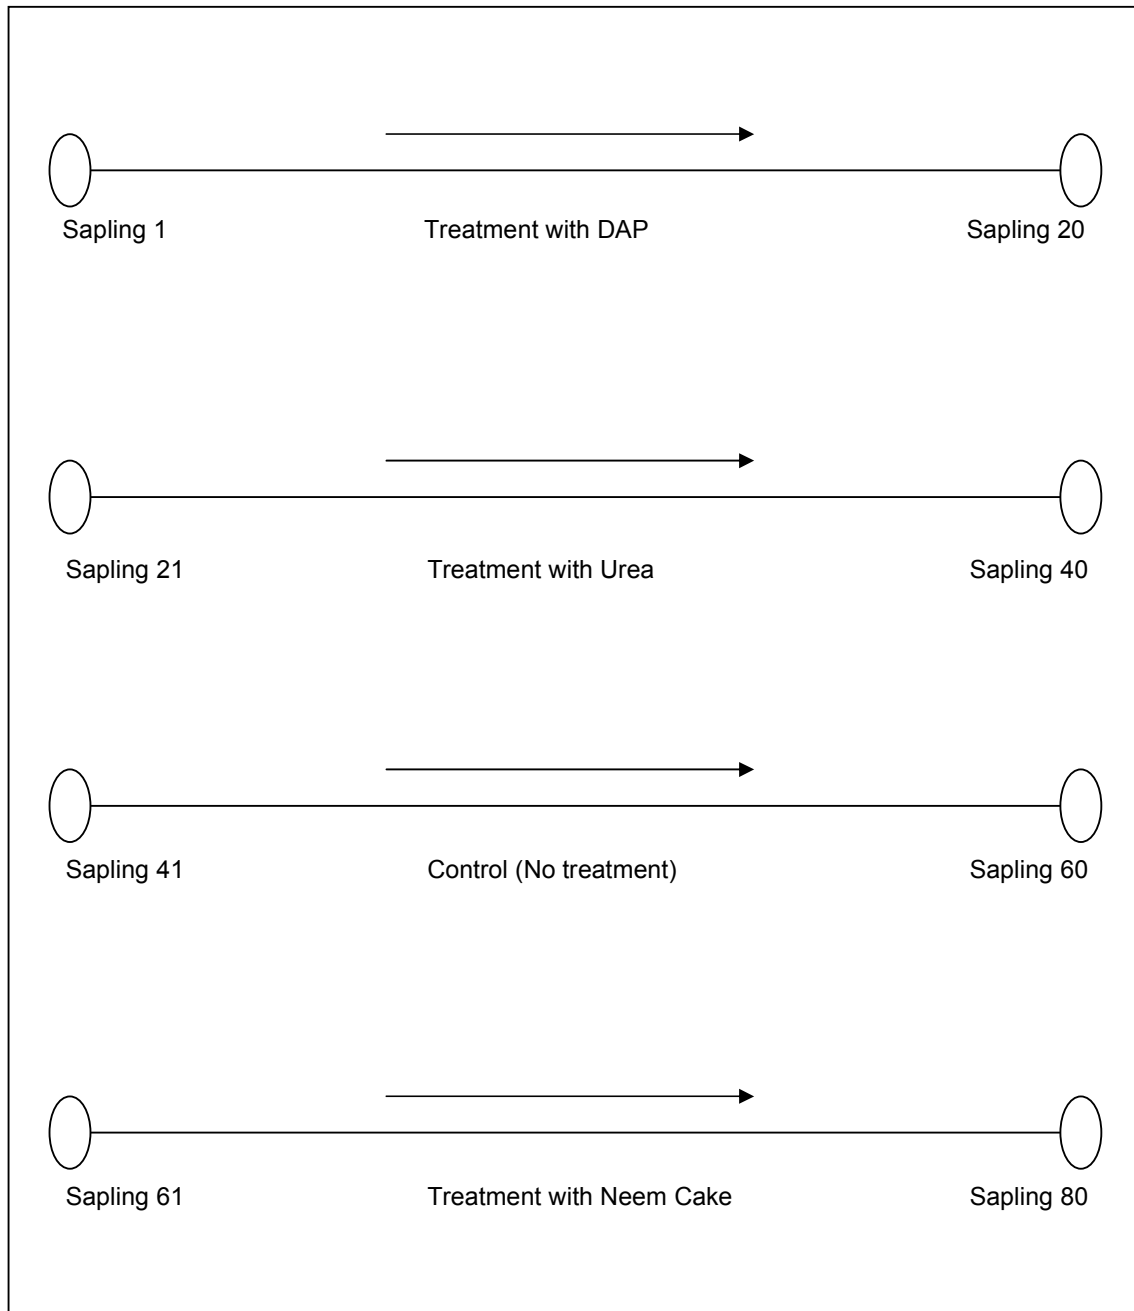 Sapling 1 Treatment with DAP Sapling 20
Sapling 21 Treatment with Urea Sapling 40
Sapling 41 Control (No treatment) Sapling 60
Sapling 61 Treatment with Neem Cake Sapling 80